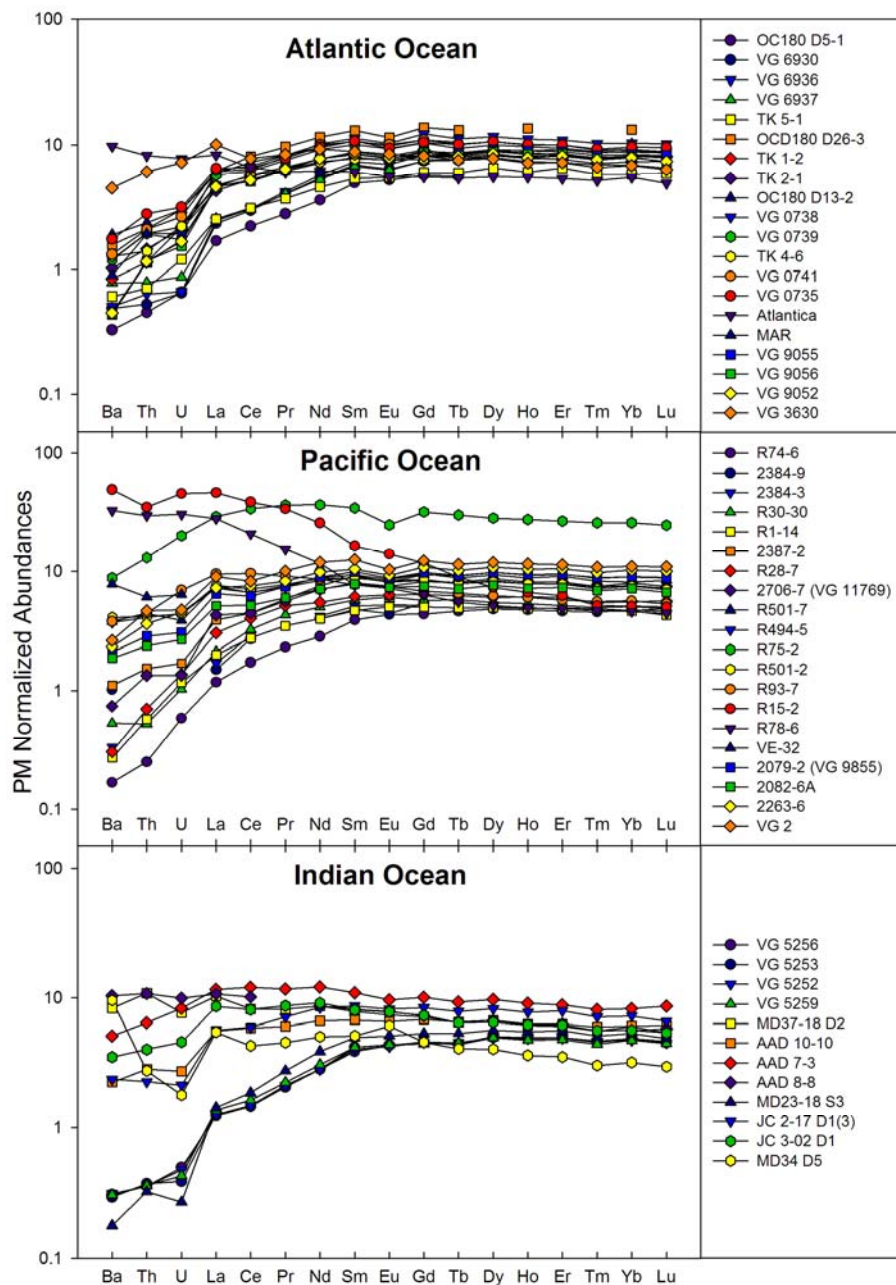 Atlantic Ocean
100
10
1
0.1
Ba Th U La Ce Pr Nd Sm Eu Gd Tb Dy Ho Er Tm Yb Lu
OC180 D5-1
VG 6930
VG 6936
VG 6937
TK 5-1
OCD180 D26-3
TK 1-2
TK 2-1
OC180 D13-2
VG 0738
VG 0739
TK 4-6
VG 0741
VG 0735
Atlantica
MAR
VG 9055
VG 9056
VG 9052
VG 3630
PM Normalized Abundances
Pacific Ocean
100
10
1
0.1
Ba Th U La Ce Pr Nd Sm Eu Gd Tb Dy Ho Er Tm Yb Lu
R74-6
2384-9
2384-3
R30-30
R1-14
2387-2
R28-7
2706-7 (VG 11769)
R501-7
R494-5
R75-2
R501-2
R93-7
R15-2
R78-6
VE-32
2079-2 (VG 9855)
2082-6A
2263-6
VG 2
Indian Ocean
100
10
1
0.1
Ba Th U La Ce Pr Nd Sm Eu Gd Tb Dy Ho Er Tm Yb Lu
VG 5256
VG 5253
VG 5252
VG 5259
MD37-18 D2
AAD 10-10
AAD 7-3
AAD 8-8
MD23-18 S3
JC 2-17 D1(3)
JC 3-02 D1
MD34 D5